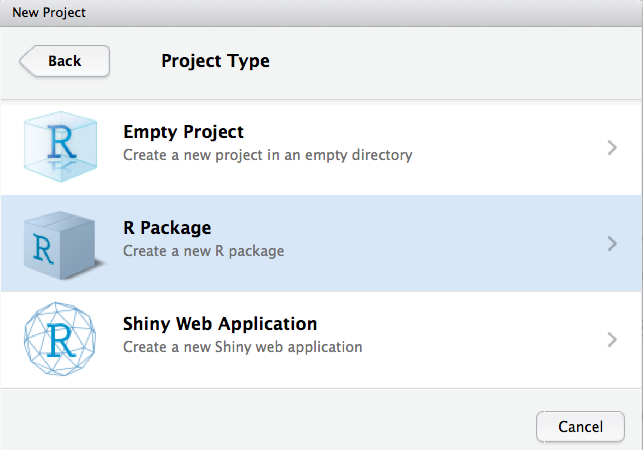 New Project
Back
Project Type
R
Empty Project
Create a new project in an empty directory
R
R Package
Create a new R package
R
Shiny Web Application
Create a new Shiny web application
Cancel